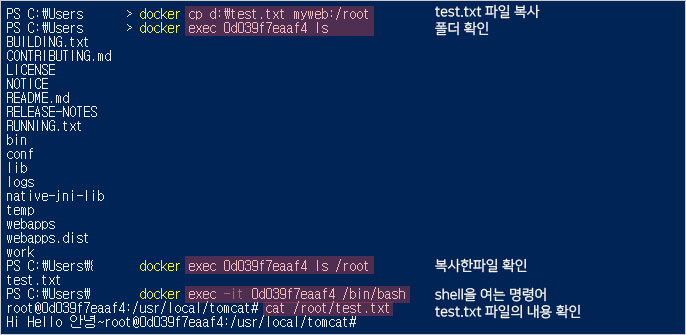 PS C:₩Users > docker cp d:₩test.txt myweb:/root test.txt 파일 복사
PS C:₩Users > docker exec 0d039f7eaaf4 ls 폴더 확인
BUILDING.txt
CONTRIBUTING.md
LICENSE
NOTICE
README.md
RELEASE-NOTES
RUNNING.txt
bin
conf
lib
logs
native-jni-lib
temp
webapps
webapps.dist
work
PS C:₩Users₩ docker exec 0d039f7eaaf4 ls /root 복사한파일 확인
test.txt
PS C:₩Users₩ docker exec -it 0d039f7eaaf4 /bin/bash shell을 여는 명령어
root@0d039f7eaaf4:/usr/local/tomcat# cat /root/test.txt test.txt 파일의 내용 확인
Hi Hello 안녕~root@0d039f7eaaf4:/usr/local/tomcat#